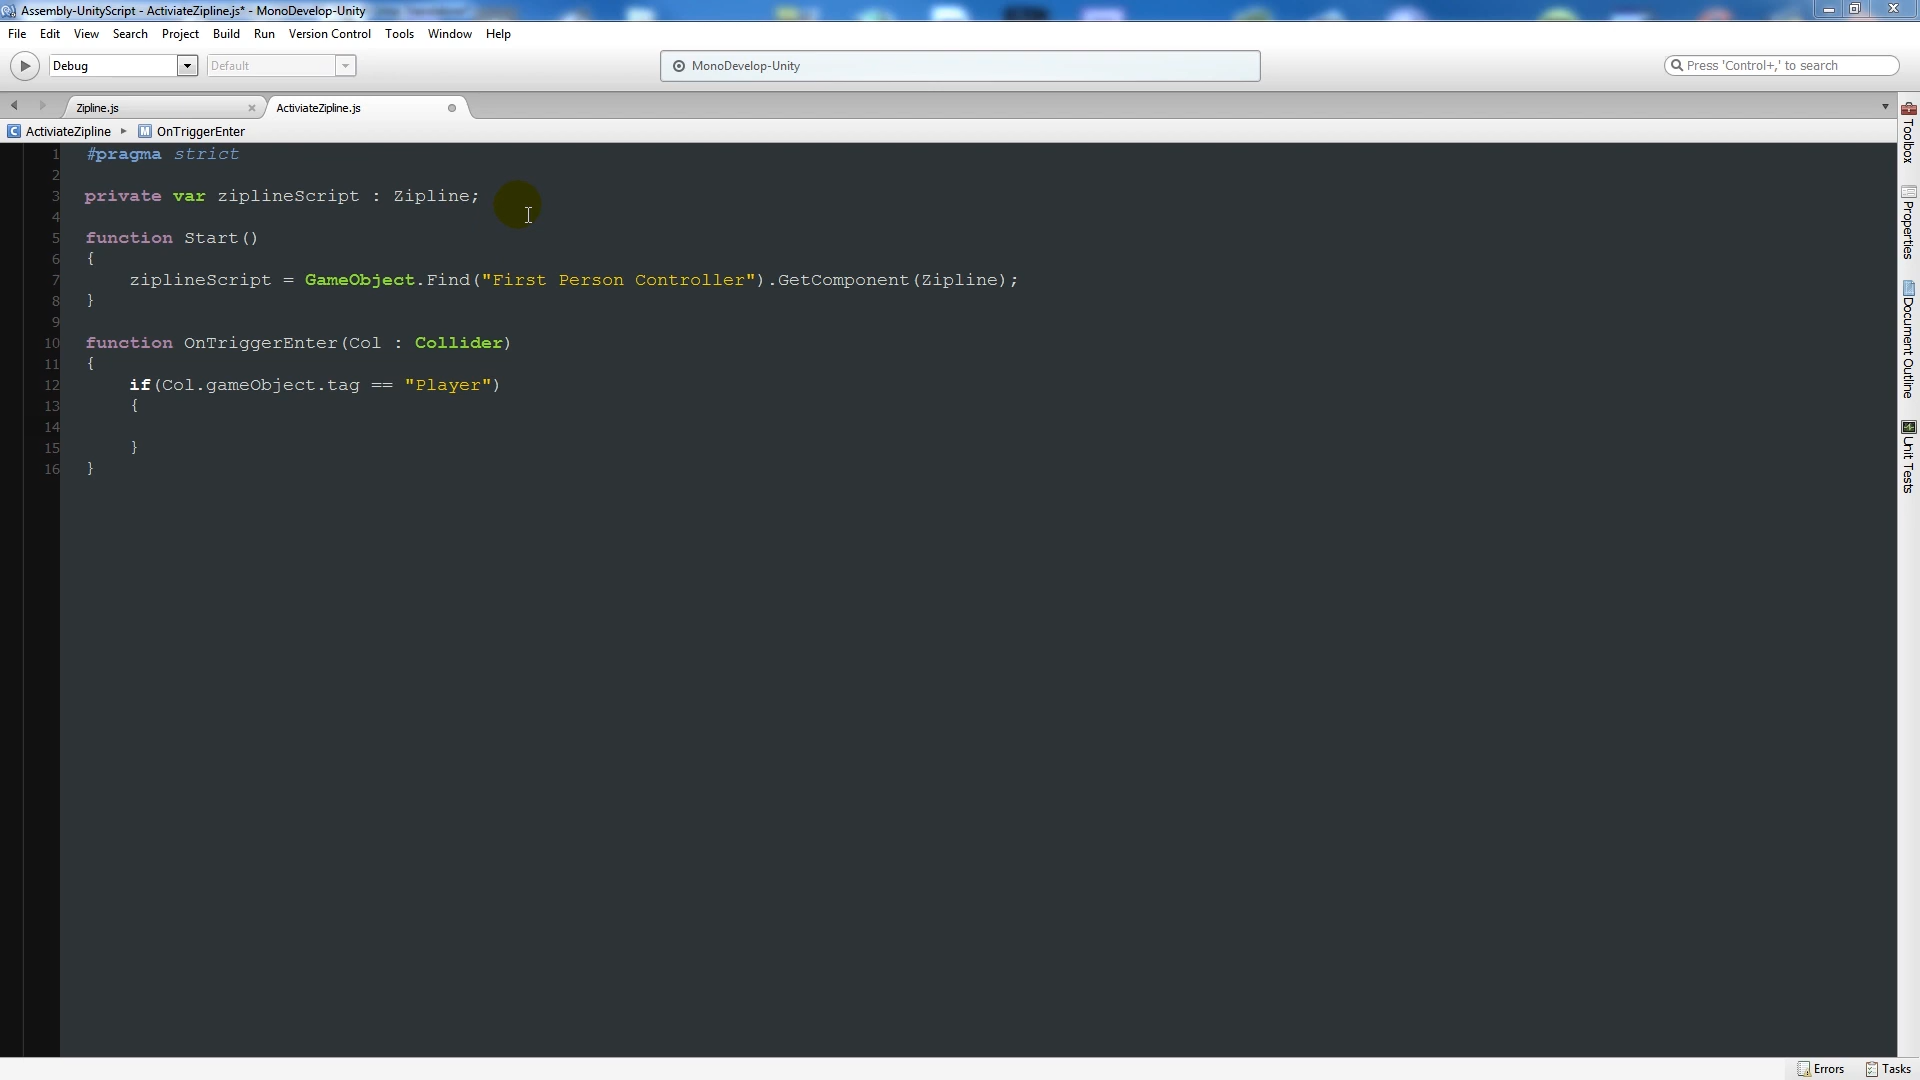 Assembly-UnityScript - ActiviateZipline.js* - MonoDevelop-Unity
File Edit View Search Project Build Run Version Control Tools Window Help
Debug Default MonoDevelop-Unity Press 'Control+,' to search
Zipline.js ActiviateZipline.js
ActiviateZipline OnTriggerEnter
1 #pragma strict
2
3 private var ziplineScript : Zipline;
4
5 function Start()
6 {
7 ziplineScript = GameObject.Find("First Person Controller").GetComponent(Zipline);
8 }
9
10 function OnTriggerEnter(Col : Collider)
11 {
12 if(Col.gameObject.tag == "Player")
13 {
14
15 }
16 }
Toolbox
Properties
Document Outline
Unit Tests
Errors Tasks